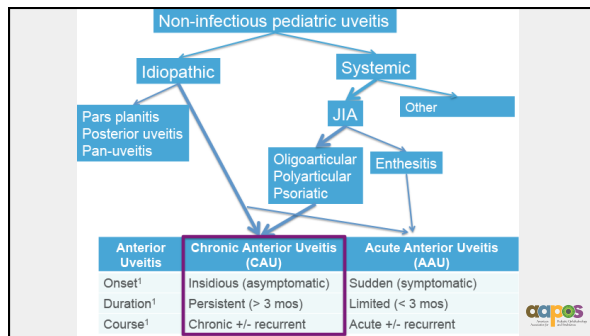 Non-infectious pediatric uveitis
Idiopathic
Systemic
Pars planitis
Posterior uveitis
Pan-uveitis
JIA
Other
Oligoarticular
Polyarticular
Psoriatic
Enthesitis
Anterior Uveitis
Chronic Anterior Uveitis (CAU)
Acute Anterior Uveitis (AAU)
Onset¹
Insidious (asymptomatic)
Sudden (symptomatic)
Duration¹
Persistent (> 3 mos)
Limited (< 3 mos)
Course¹
Chronic +/- recurrent
Acute +/- recurrent
aapos